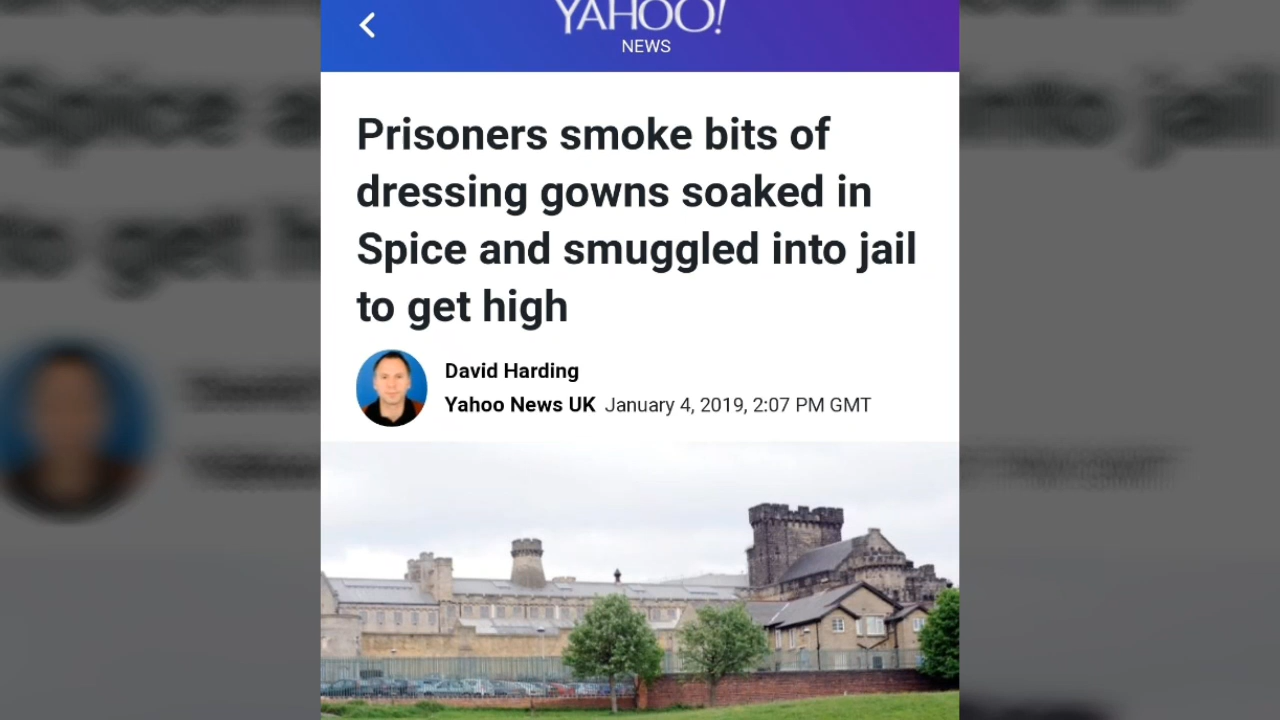 YAHOO!
NEWS
Prisoners smoke bits of
dressing gowns soaked in
Spice and smuggled into jail
to get high
David Harding
Yahoo News UK January 4, 2019, 2:07 PM GMT